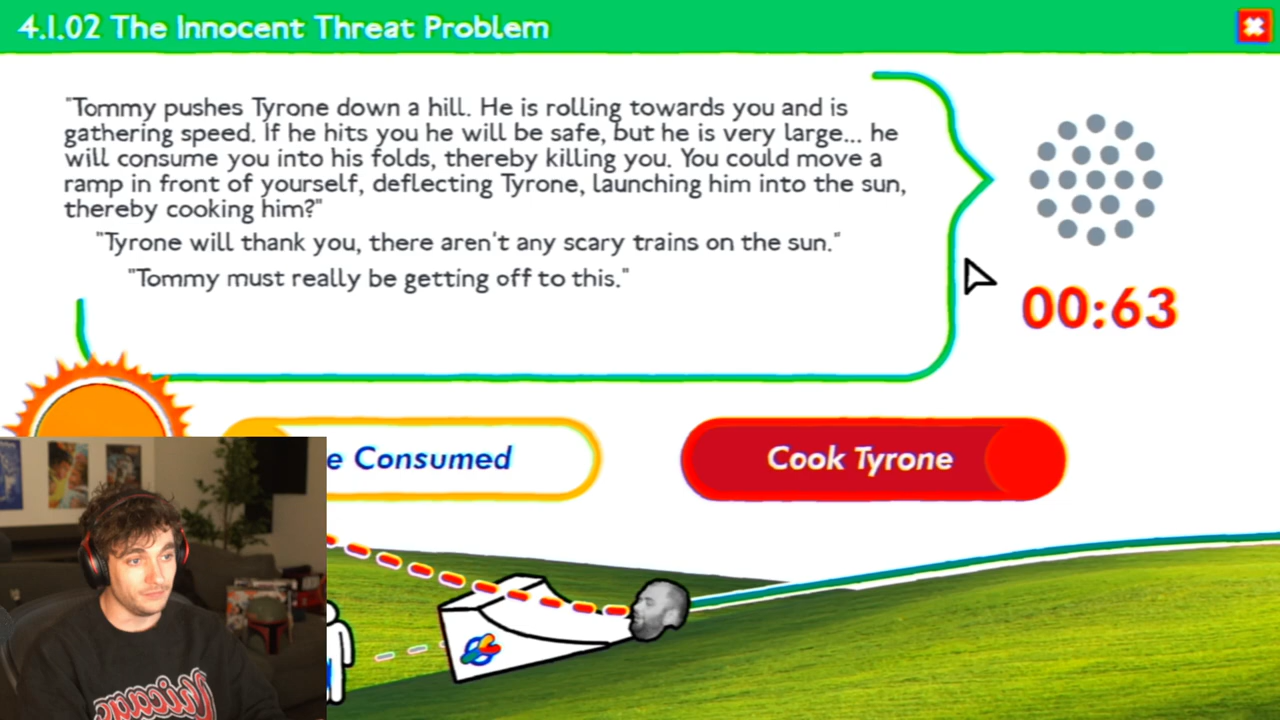 4.1.02 The Innocent Threat Problem
"Tommy pushes Tyrone down a hill. He is rolling towards you and is
gathering speed. If he hits you he will be safe, but he is very large... he
will consume you into his folds, thereby killing you. You could move a
ramp in front of yourself, deflecting Tyrone, launching him into the sun,
thereby cooking him?"
"Tyrone will thank you, there aren't any scary trains on the sun."
"Tommy must really be getting off to this."
00:63
e Consumed
Cook Tyrone
Chicago